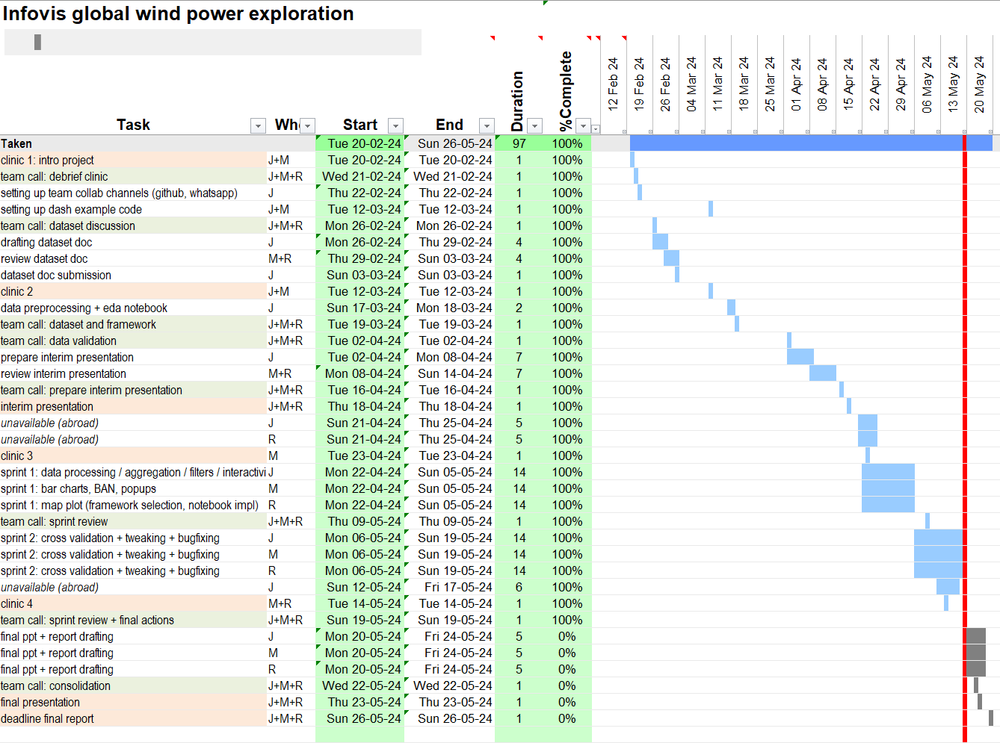 Infovis global wind power exploration
Task Who Start End Duration %Complete 12 Feb 24 19 Feb 24 26 Feb 24 04 Mar 24 11 Mar 24 18 Mar 24 25 Mar 24 01 Apr 24 08 Apr 24 15 Apr 24 22 Apr 24 29 Apr 24 06 May 24 13 May 24 20 May 24
Taken Tue 20-02-24 Sun 26-05-24 97 100%
clinic 1: intro project J+M Tue 20-02-24 Tue 20-02-24 1 100%
team call: debrief clinic J+M+R Wed 21-02-24 Wed 21-02-24 1 100%
setting up team collab channels (github, whatsapp) J Thu 22-02-24 Thu 22-02-24 1 100%
setting up dash example code J+M Tue 12-03-24 Tue 12-03-24 1 100%
team call: dataset discussion J+M+R Mon 26-02-24 Mon 26-02-24 1 100%
drafting dataset doc J Mon 26-02-24 Thu 29-02-24 4 100%
review dataset doc M+R Thu 29-02-24 Sun 03-03-24 4 100%
dataset doc submission J Sun 03-03-24 Sun 03-03-24 1 100%
clinic 2 J+M Tue 12-03-24 Tue 12-03-24 1 100%
data preprocessing + eda notebook J Sun 17-03-24 Mon 18-03-24 2 100%
team call: dataset and framework J+M+R Tue 19-03-24 Tue 19-03-24 1 100%
team call: data validation J+M+R Tue 02-04-24 Tue 02-04-24 1 100%
prepare interim presentation J Tue 02-04-24 Mon 08-04-24 7 100%
review interim presentation M+R Mon 08-04-24 Sun 14-04-24 7 100%
team call: prepare interim presentation J+M+R Tue 16-04-24 Tue 16-04-24 1 100%
interim presentation J+M+R Thu 18-04-24 Thu 18-04-24 1 100%
unavailable (abroad) J Sun 21-04-24 Thu 25-04-24 5 100%
unavailable (abroad) R Sun 21-04-24 Thu 25-04-24 5 100%
clinic 3 M Tue 23-04-24 Tue 23-04-24 1 100%
sprint 1: data processing / aggregation / filters / interactivi J Mon 22-04-24 Sun 05-05-24 14 100%
sprint 1: bar charts, BAN, popups M Mon 22-04-24 Sun 05-05-24 14 100%
sprint 1: map plot (framework selection, notebook impl) R Mon 22-04-24 Sun 05-05-24 14 100%
team call: sprint review J+M+R Thu 09-05-24 Thu 09-05-24 1 100%
sprint 2: cross validation + tweaking + bugfixing J Mon 06-05-24 Sun 19-05-24 14 100%
sprint 2: cross validation + tweaking + bugfixing M Mon 06-05-24 Sun 19-05-24 14 100%
sprint 2: cross validation + tweaking + bugfixing R Mon 06-05-24 Sun 19-05-24 14 100%
unavailable (abroad) J Sun 12-05-24 Fri 17-05-24 6 100%
clinic 4 M+R Tue 14-05-24 Tue 14-05-24 1 100%
team call: sprint review + final actions J+M+R Sun 19-05-24 Sun 19-05-24 1 100%
final ppt + report drafting J Mon 20-05-24 Fri 24-05-24 5 0%
final ppt + report drafting M Mon 20-05-24 Fri 24-05-24 5 0%
final ppt + report drafting R Mon 20-05-24 Fri 24-05-24 5 0%
team call: consolidation J+M+R Wed 22-05-24 Wed 22-05-24 1 0%
final presentation J+M+R Thu 23-05-24 Thu 23-05-24 1 0%
deadline final report J+M+R Sun 26-05-24 Sun 26-05-24 1 0%